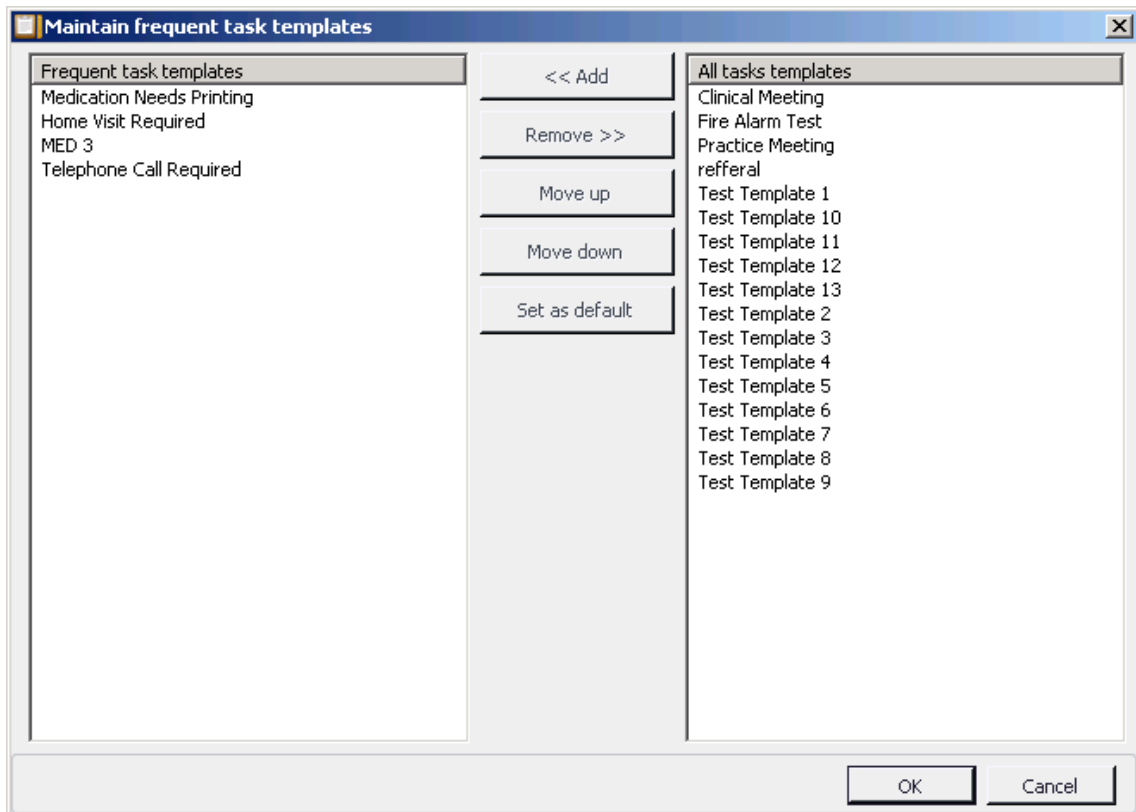 Maintain frequent task templates
Frequent task templates
Medication Needs Printing
Home Visit Required
MED 3
Telephone Call Required
<< Add
Remove >>
Move up
Move down
Set as default
All tasks templates
Clinical Meeting
Fire Alarm Test
Practice Meeting
refferal
Test Template 1
Test Template 10
Test Template 11
Test Template 12
Test Template 13
Test Template 2
Test Template 3
Test Template 4
Test Template 5
Test Template 6
Test Template 7
Test Template 8
Test Template 9
OK
Cancel